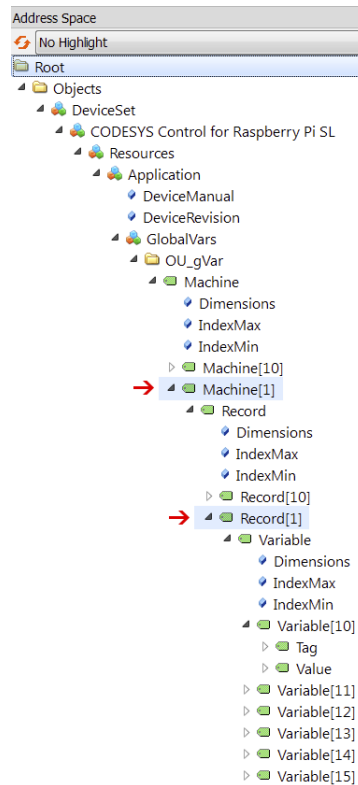 Address Space
No Highlight
Root
Objects
DeviceSet
CODESYS Control for Raspberry Pi SL
Resources
Application
DeviceManual
DeviceRevision
GlobalVars
OU_gVar
Machine
Dimensions
IndexMax
IndexMin
Machine[10]
Machine[1]
Record
Dimensions
IndexMax
IndexMin
Record[10]
Record[1]
Variable
Dimensions
IndexMax
IndexMin
Variable[10]
Tag
Value
Variable[11]
Variable[12]
Variable[13]
Variable[14]
Variable[15]